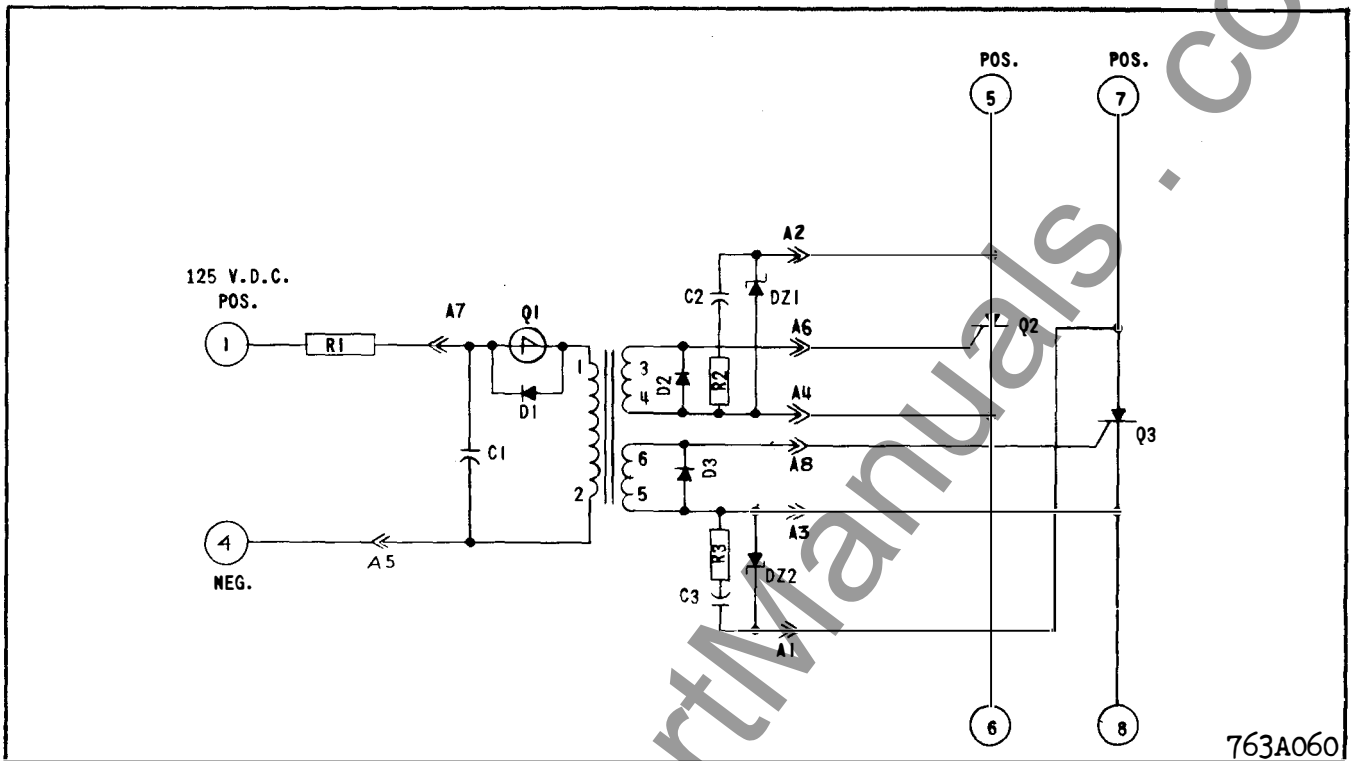 POS. POS.
5 7
A2
125 V.D.C.
POS.
C2 DZ1
A7 Q1 A6 Q2
1 R1 1 3 D2 R2
D1 4 A4
Q3
C1 6 D3 A8
2 5
A3
4 A5 R3 DZ2
NEG.
C3
A1
6 8
763A060
rtManuals . co